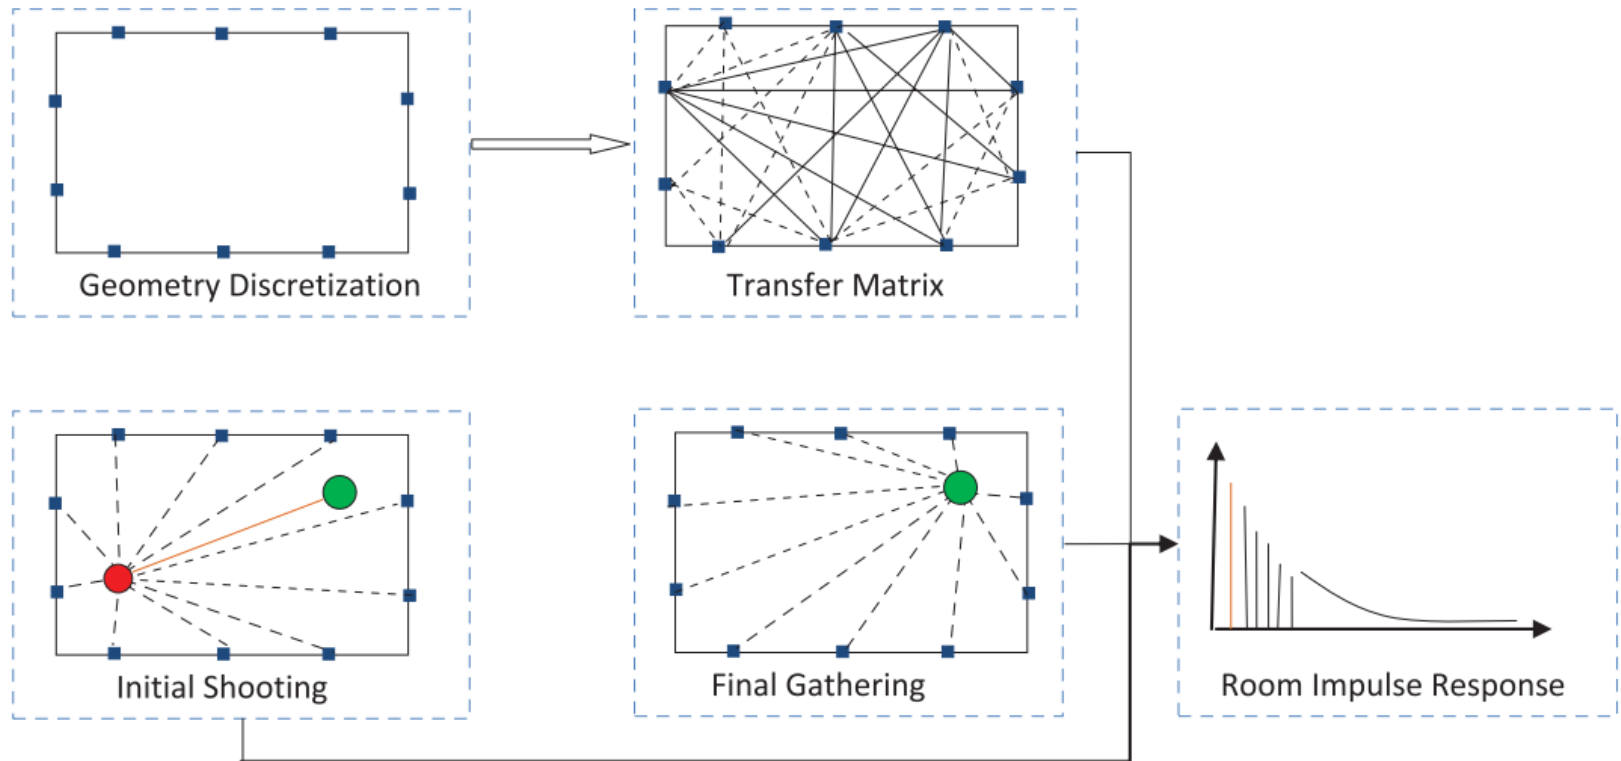 Geometry Discretization
Transfer Matrix
Initial Shooting
Final Gathering
Room Impulse Response